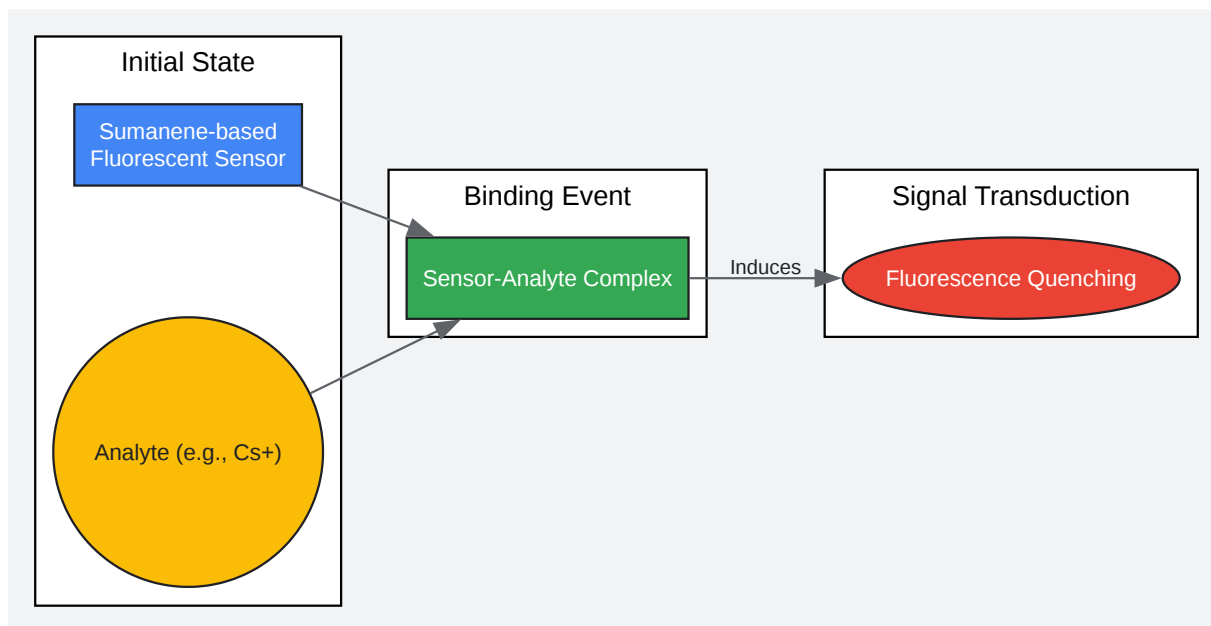 Initial State
Sumanene-based
Fluorescent Sensor
Analyte (e.g., Cs+)
Binding Event
Sensor-Analyte Complex
Induces
Signal Transduction
Fluorescence Quenching